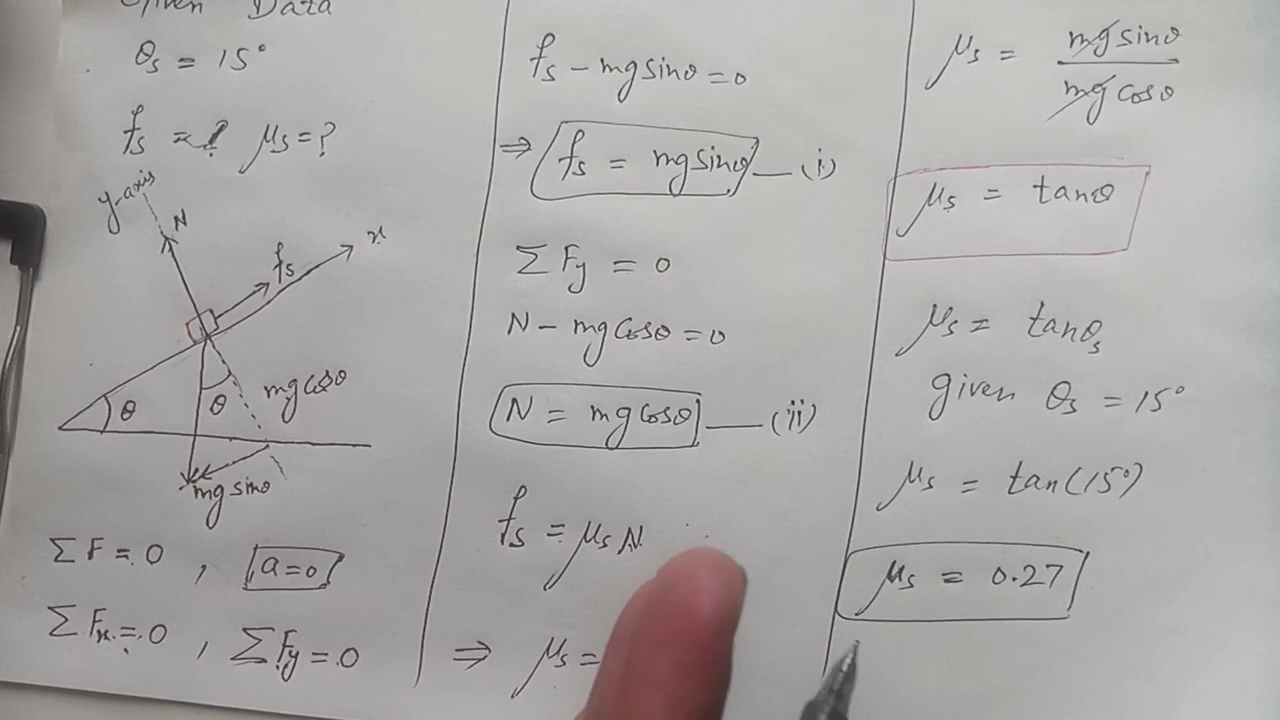 Given Data
θs = 15°
fs = ? μs = ?
y-axis
N
fs
x
θ
θ
mg cosθ
mg sinθ
ΣF = 0 , a = 0
ΣFx = 0 , ΣFy = 0
fs - mg sinθ = 0
⇒ fs = mg sinθ — (i)
ΣFy = 0
N - mg cosθ = 0
N = mg cosθ — (ii)
fs = μs N
⇒ μs =
μs = mg sinθ / mg cosθ
μs = tanθ
μs = tanθs
given θs = 15°
μs = tan(15°)
μs = 0.27